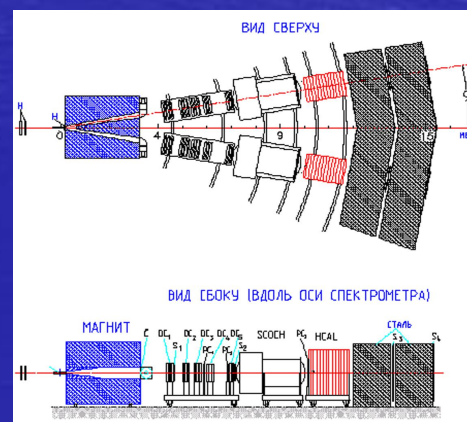 ВИД СВЕРХУ
H
H
0 4 9 15
ВИД СБОКУ (ВДОЛЬ ОСИ СПЕКТРОМЕТРА)
МАГНИТ
Č DC₁ DC₂ DC₃ DC₄ DC₅ SCOCH PC₃ HCAL СТАЛЬ
S₁ PC₁ PC₂ S₂ S₃ S₄